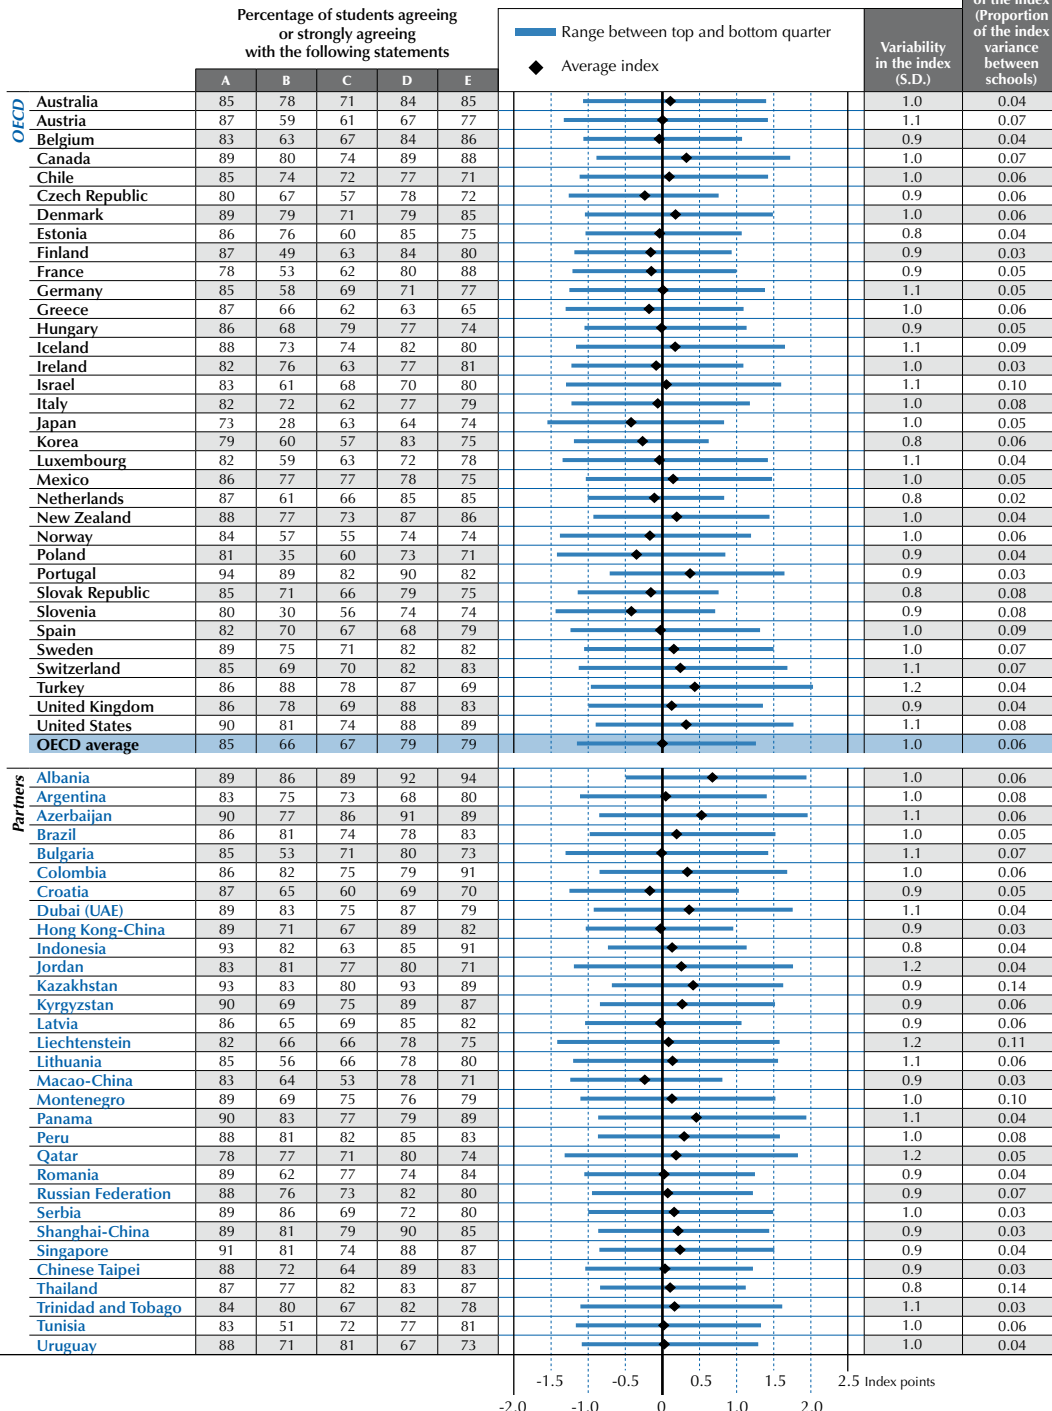 Percentage of students agreeing
or strongly agreeing
with the following statements
Range between top and bottom quarter
Average index
Variability
in the index
(S.D.)
of the index
(Proportion
of the index
variance
between
schools)
A B C D E
OECD
Australia 85 78 71 84 85 1.0 0.04
Austria 87 59 61 67 77 1.1 0.07
Belgium 83 63 67 84 86 0.9 0.04
Canada 89 80 74 89 88 1.0 0.07
Chile 85 74 72 77 71 1.0 0.06
Czech Republic 80 67 57 78 72 0.9 0.06
Denmark 89 79 71 79 85 1.0 0.06
Estonia 86 76 60 85 75 0.8 0.04
Finland 87 49 63 84 80 0.9 0.03
France 78 53 62 80 88 0.9 0.05
Germany 85 58 69 71 77 1.1 0.05
Greece 87 66 62 63 65 1.0 0.06
Hungary 86 68 79 77 74 0.9 0.05
Iceland 88 73 74 82 80 1.1 0.09
Ireland 82 76 63 77 81 1.0 0.03
Israel 83 61 68 70 80 1.1 0.10
Italy 82 72 62 77 79 1.0 0.08
Japan 73 28 63 64 74 1.0 0.05
Korea 79 60 57 83 75 0.8 0.06
Luxembourg 82 59 63 72 78 1.1 0.04
Mexico 86 77 77 78 75 1.0 0.05
Netherlands 87 61 66 85 85 0.8 0.02
New Zealand 88 77 73 87 86 1.0 0.04
Norway 84 57 55 74 74 1.0 0.06
Poland 81 35 60 73 71 0.9 0.04
Portugal 94 89 82 90 82 0.9 0.03
Slovak Republic 85 71 66 79 75 0.8 0.08
Slovenia 80 30 56 74 74 0.9 0.08
Spain 82 70 67 68 79 1.0 0.09
Sweden 89 75 71 82 82 1.0 0.07
Switzerland 85 69 70 82 83 1.1 0.07
Turkey 86 88 78 87 69 1.2 0.04
United Kingdom 86 78 69 88 83 0.9 0.04
United States 90 81 74 88 89 1.1 0.08
OECD average 85 66 67 79 79 1.0 0.06
Partners
Albania 89 86 89 92 94 1.0 0.06
Argentina 83 75 73 68 80 1.0 0.08
Azerbaijan 90 77 86 91 89 1.1 0.06
Brazil 86 81 74 78 83 1.0 0.05
Bulgaria 85 53 71 80 73 1.1 0.07
Colombia 86 82 75 79 91 1.0 0.06
Croatia 87 65 60 69 70 0.9 0.05
Dubai (UAE) 89 83 75 87 79 1.1 0.04
Hong Kong-China 89 71 67 89 82 0.9 0.03
Indonesia 93 82 63 85 91 0.8 0.04
Jordan 83 81 77 80 71 1.2 0.04
Kazakhstan 93 83 80 93 89 0.9 0.14
Kyrgyzstan 90 69 75 89 87 0.9 0.06
Latvia 86 65 69 85 82 0.9 0.06
Liechtenstein 82 66 66 78 75 1.2 0.11
Lithuania 85 56 66 78 80 1.1 0.06
Macao-China 83 64 53 78 71 0.9 0.03
Montenegro 89 69 75 76 79 1.0 0.10
Panama 90 83 77 79 89 1.1 0.04
Peru 88 81 82 85 83 1.0 0.08
Qatar 78 77 71 80 74 1.2 0.05
Romania 89 62 77 74 84 0.9 0.04
Russian Federation 88 76 73 82 80 0.9 0.07
Serbia 89 86 69 72 80 1.0 0.03
Shanghai-China 89 81 79 90 85 0.9 0.03
Singapore 91 81 74 88 87 0.9 0.04
Chinese Taipei 88 72 64 89 83 0.9 0.03
Thailand 87 77 82 83 87 0.8 0.14
Trinidad and Tobago 84 80 67 82 78 1.1 0.03
Tunisia 83 51 72 77 81 1.0 0.06
Uruguay 88 71 81 67 73 1.0 0.04
-1.5 -0.5 0.5 1.5 2.5 Index points
-2.0 -1.0 0 1.0 2.0